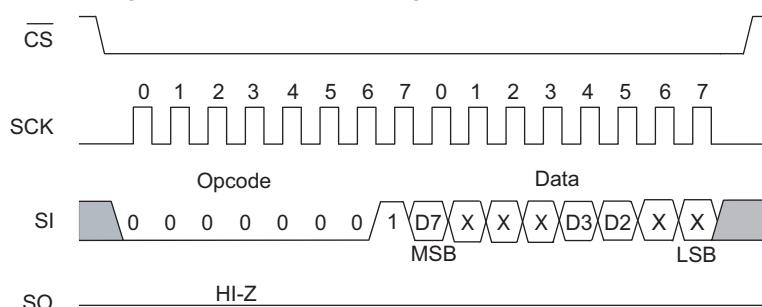 CS
0 1 2 3 4 5 6 7 0 1 2 3 4 5 6 7
SCK
Opcode Data
SI 0 0 0 0 0 0 0 1 D7 X X X D3 D2 X X
MSB LSB
HI-Z
SO